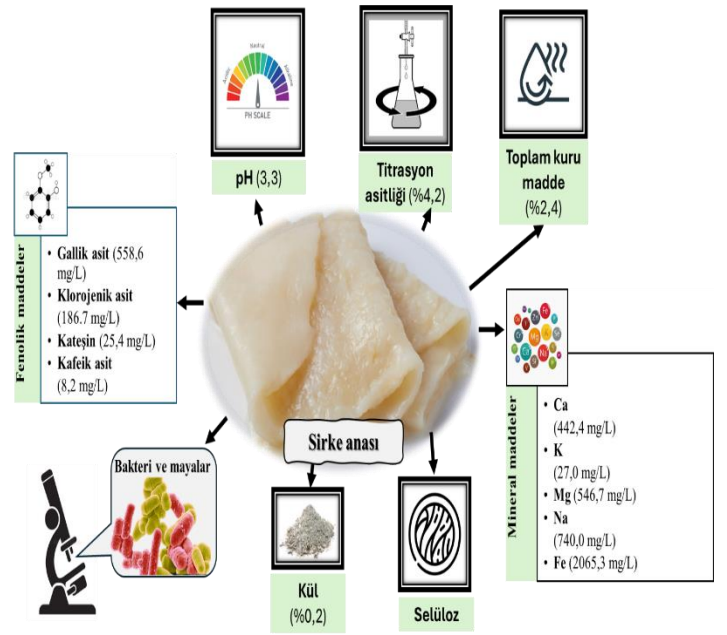 Neutral
PH SCALE
pH (3,3)
Titrasyon
asitliği (%4,2)
Toplam kuru
madde
(%2,4)
Fenolik maddeler
• Gallik asit (558,6
mg/L)
• Klorojenik asit
(186.7 mg/L)
• Kateşin (25,4 mg/L)
• Kafeik asit
(8,2 mg/L)
Mineral maddeler
• Ca
(442,4 mg/L)
• K
(27,0 mg/L)
• Mg (546,7 mg/L)
• Na
(740,0 mg/L)
• Fe (2065,3 mg/L)
Sirke anası
Bakteri ve mayalar
Kül
(%0,2)
Selüloz